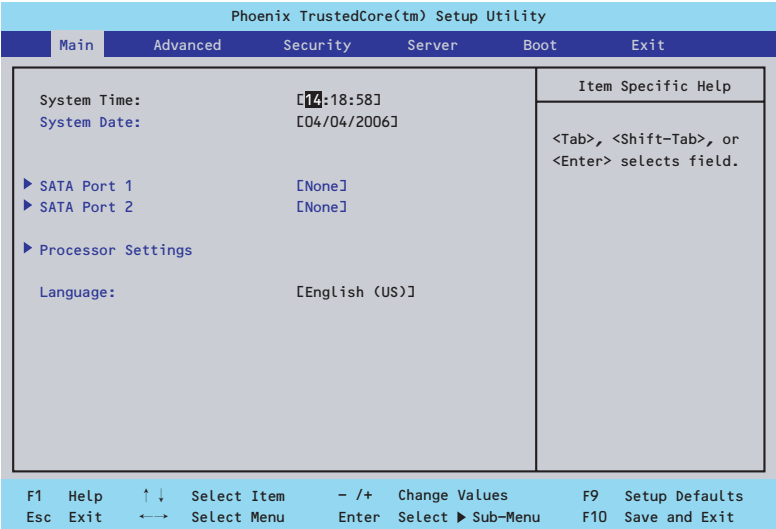 Phoenix TrustedCore(tm) Setup Utility
Main Advanced Security Server Boot Exit
Item Specific Help
System Time: [14:18:58]
System Date: [04/04/2006]
<Tab>, <Shift-Tab>, or
<Enter> selects field.
SATA Port 1 [None]
SATA Port 2 [None]
Processor Settings
Language: [English (US)]
F1 Help ↑↓ Select Item - /+ Change Values F9 Setup Defaults
Esc Exit ←→ Select Menu Enter Select ▶ Sub-Menu F10 Save and Exit